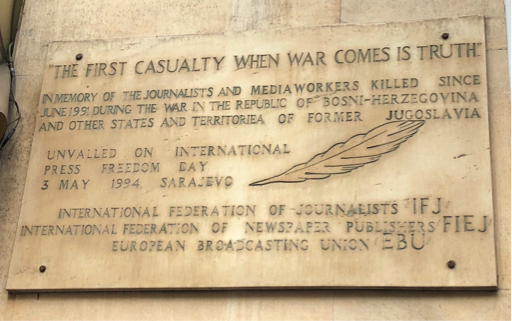 "THE FIRST CASUALTY WHEN WAR COMES IS TRUTH"
IN MEMORY OF THE JOURNALISTS AND MEDIA WORKERS KILLED SINCE
JUNE 1991 DURING THE WAR IN THE REPUBLIC OF BOSNI-HERZEGOVINA
AND OTHER STATES AND TERRITORIEA OF FORMER JUGOSLAVIA
UNVALLED ON INTERNATIONAL
PRESS FREEDOM DAY
3 MAY 1994, SARAJEVO
INTERNATIONAL FEDERATION OF JOURNALISTS IFJ
INTERNATIONAL FEDERATION OF NEWSPAPER PUBLISHERS FIEJ
EUROPEAN BROADCASTING UNION EBU